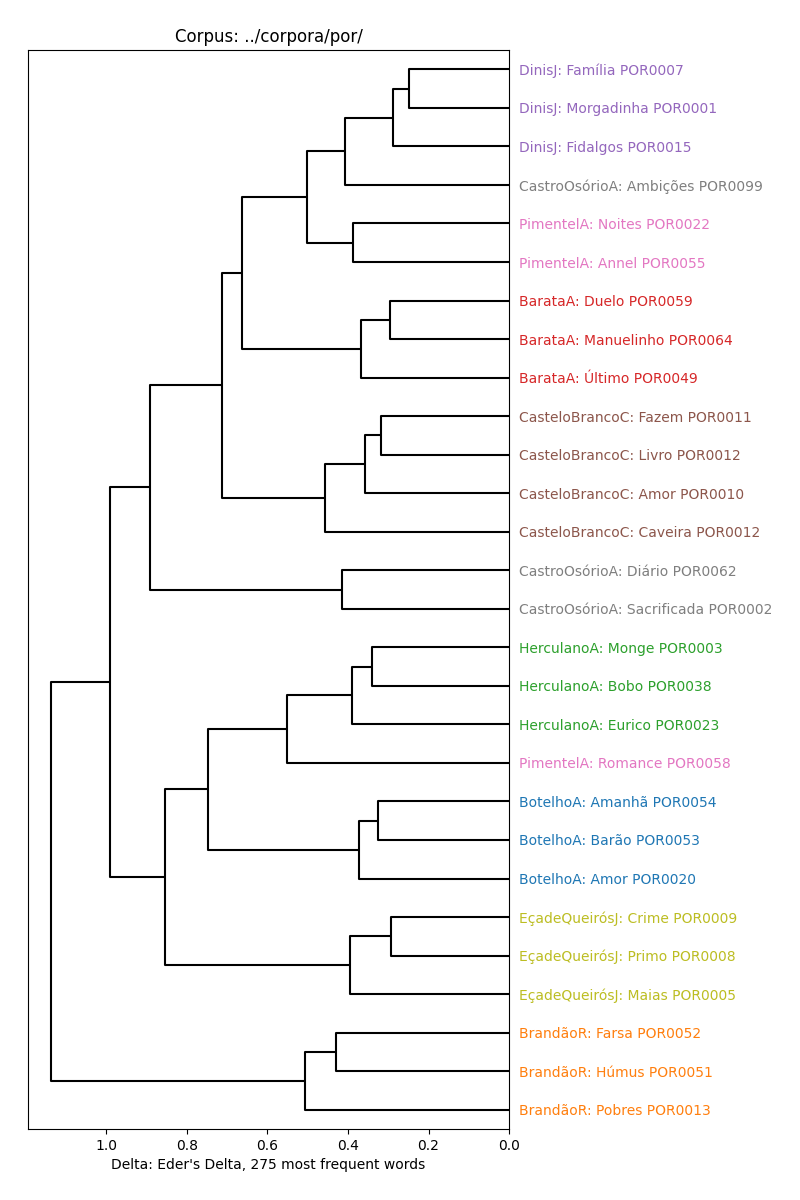 Corpus: ../corpora/por/
DinisJ: Família POR0007
DinisJ: Morgadinha POR0001
DinisJ: Fidalgos POR0015
CastroOsórioA: Ambições POR0099
PimentelA: Noites POR0022
PimentelA: Annel POR0055
BarataA: Duelo POR0059
BarataA: Manuelinho POR0064
BarataA: Último POR0049
CasteloBrancoC: Fazem POR0011
CasteloBrancoC: Livro POR0012
CasteloBrancoC: Amor POR0010
CasteloBrancoC: Caveira POR0012
CastroOsórioA: Diário POR0062
CastroOsórioA: Sacrificada POR0002
HerculanoA: Monge POR0003
HerculanoA: Bobo POR0038
HerculanoA: Eurico POR0023
PimentelA: Romance POR0058
BotelhoA: Amanhã POR0054
BotelhoA: Barão POR0053
BotelhoA: Amor POR0020
EçadeQueirósJ: Crime POR0009
EçadeQueirósJ: Primo POR0008
EçadeQueirósJ: Maias POR0005
BrandãoR: Farsa POR0052
BrandãoR: Húmus POR0051
BrandãoR: Pobres POR0013
1.0 0.8 0.6 0.4 0.2 0.0
Delta: Eder's Delta, 275 most frequent words